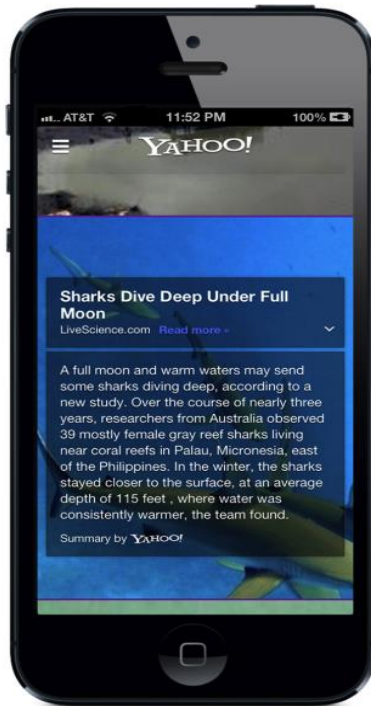 AT&T 11:52 PM 100%
YAHOO!
Sharks Dive Deep Under Full
Moon
LiveScience.com Read more »
A full moon and warm waters may send
some sharks diving deep, according to a
new study. Over the course of nearly three
years, researchers from Australia observed
39 mostly female gray reef sharks living
near coral reefs in Palau, Micronesia, east
of the Philippines. In the winter, the sharks
stayed closer to the surface, at an average
depth of 115 feet , where water was
consistently warmer, the team found.
Summary by YAHOO!